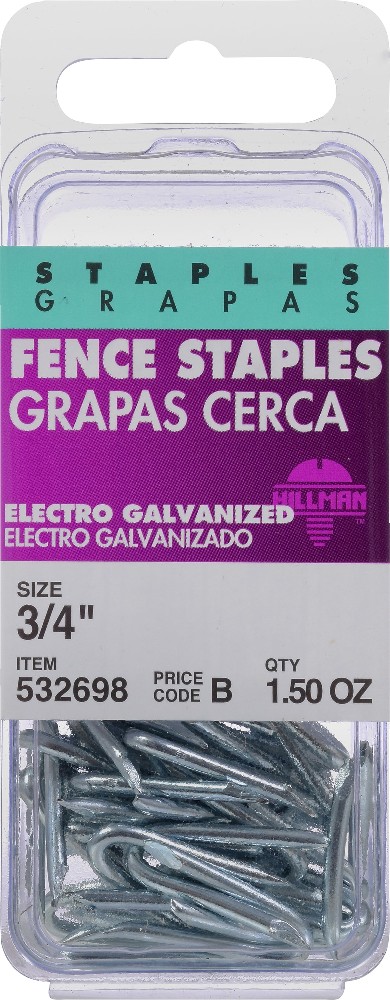 STAPLES
GRAPAS
FENCE STAPLES
GRAPAS CERCA
HILLMAN™
ELECTRO GALVANIZED
ELECTRO GALVANIZADO
SIZE
3/4"
ITEM
532698
PRICE
CODE B
QTY
1.50 OZ